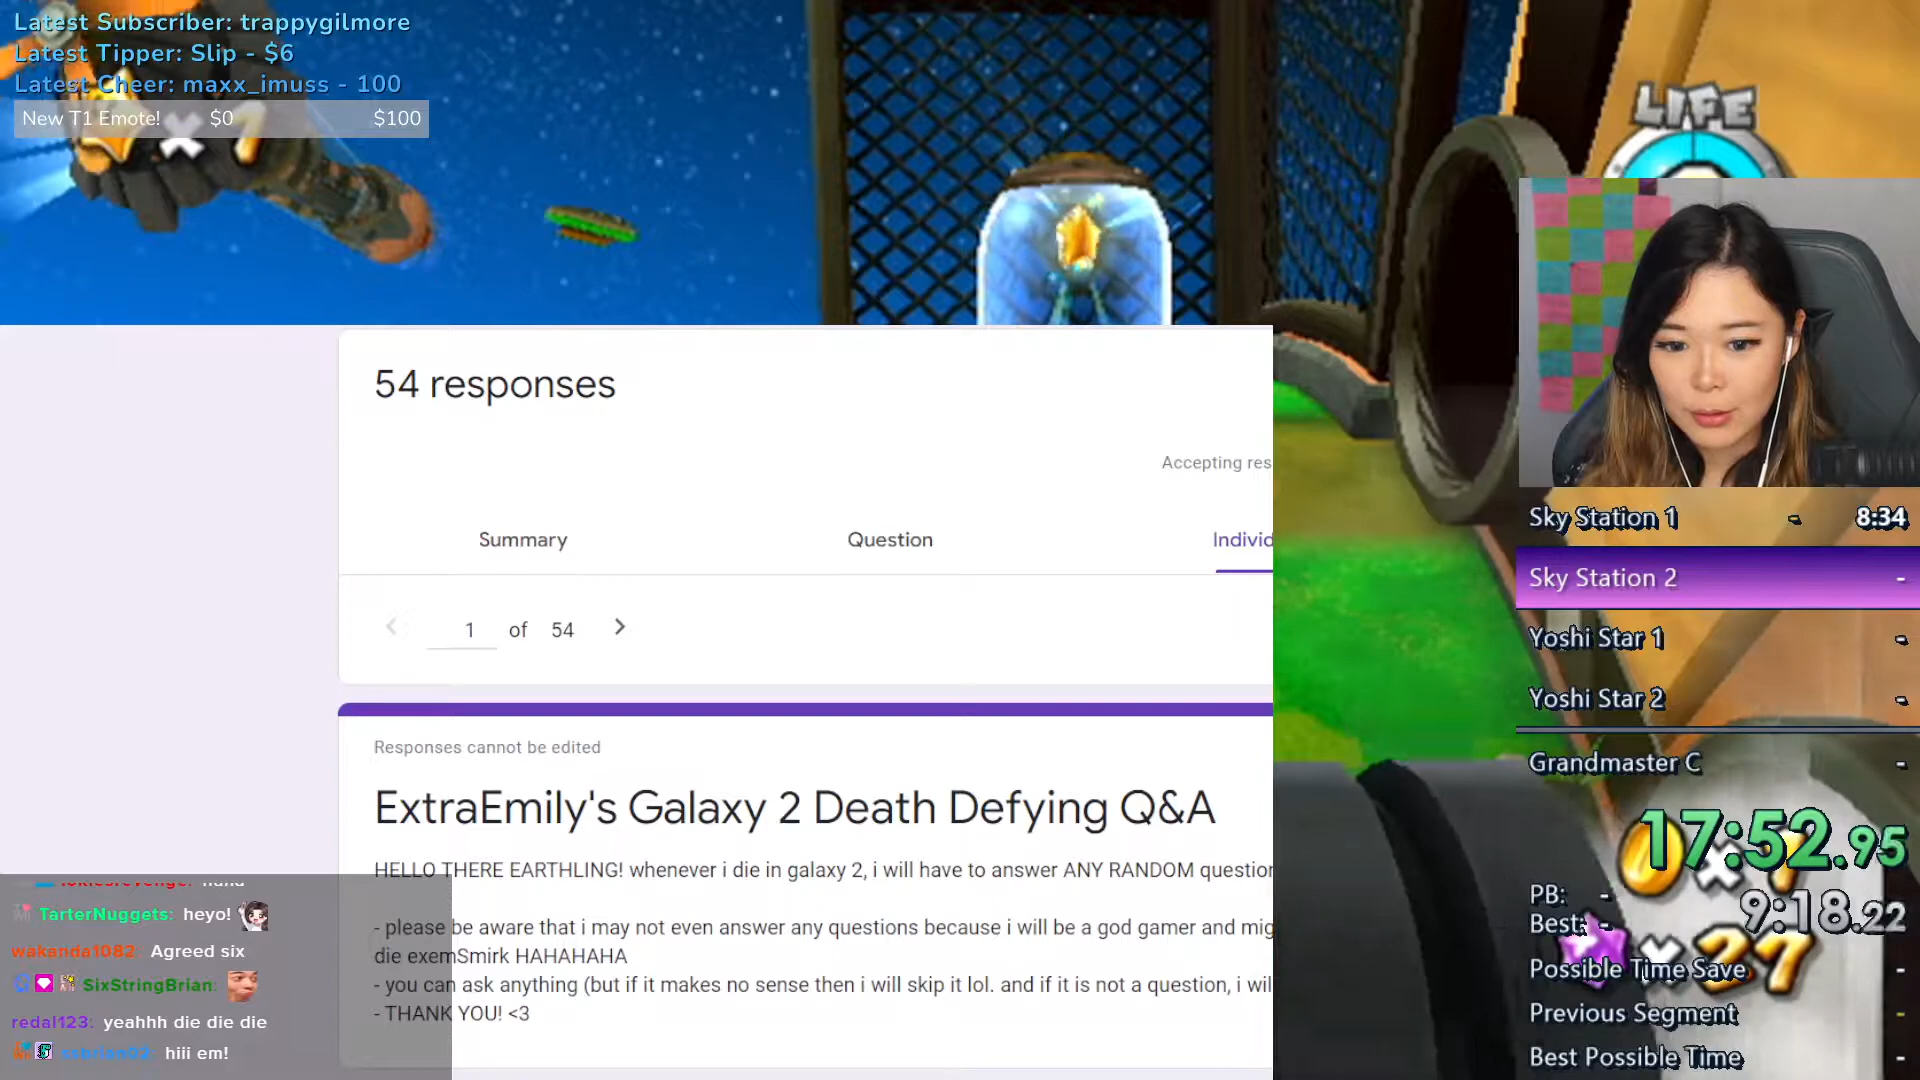 Latest Subscriber: trappygilmore
Latest Tipper: Slip - $6
Latest Cheer: maxx_imuss - 100
New T1 Emote! $0 $100
× 1
LIFE
54 responses
Accepting res
Summary Question Individ
1 of 54
Responses cannot be edited
ExtraEmily's Galaxy 2 Death Defying Q&A
HELLO THERE EARTHLING! whenever i die in galaxy 2, i will have to answer ANY RANDOM question
- please be aware that i may not even answer any questions because i will be a god gamer and mig
die exemSmirk HAHAHAHA
- you can ask anything (but if it makes no sense then i will skip it lol. and if it is not a question, i wil
- THANK YOU! <3
TarterNuggets: heyo!
wakanda1082: Agreed six
SixStringBrian:
redal123: yeahhh die die die
hiii em!
Sky Station 1 - 8:34
Sky Station 2 -
Yoshi Star 1 -
Yoshi Star 2 -
Grandmaster C -
17:52.95
PB: -
9:18.22
Best: -
× 27
Possible Time Save -
Previous Segment -
Best Possible Time -